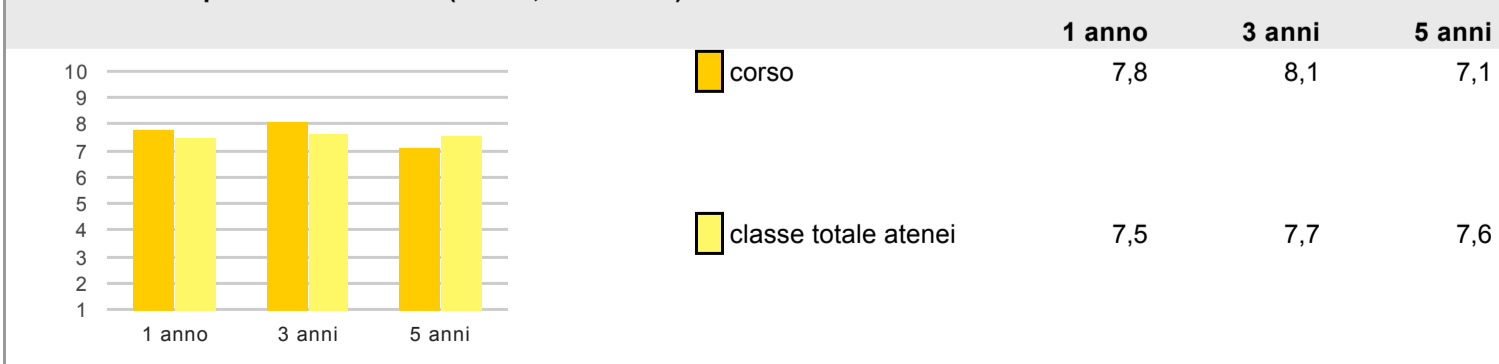 1 anno 3 anni 5 anni
10
9
8
7
6
5
4
3
2
1
1 anno 3 anni 5 anni
corso 7,8 8,1 7,1
classe totale atenei 7,5 7,7 7,6